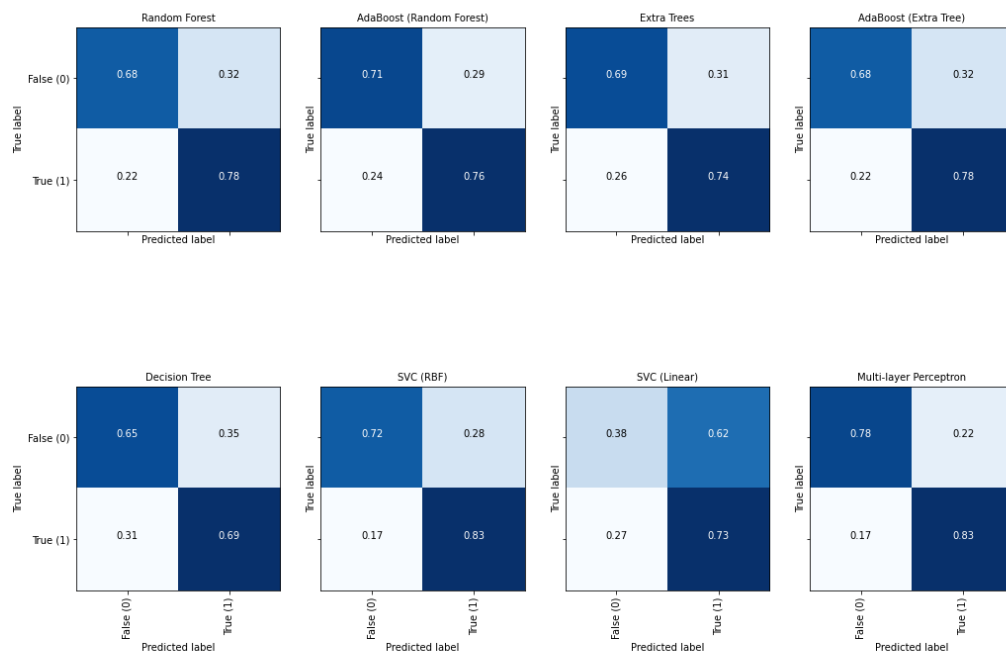 Random Forest
AdaBoost (Random Forest)
Extra Trees
AdaBoost (Extra Tree)
False (0)
0.68
0.32
0.71
0.29
0.69
0.31
0.68
0.32
True label
True label
True label
True label
True (1)
0.22
0.78
0.24
0.76
0.26
0.74
0.22
0.78
Predicted label
Predicted label
Predicted label
Predicted label
Decision Tree
SVC (RBF)
SVC (Linear)
Multi-layer Perceptron
False (0)
0.65
0.35
0.72
0.28
0.38
0.62
0.78
0.22
True label
True label
True label
True label
True (1)
0.31
0.69
0.17
0.83
0.27
0.73
0.17
0.83
False (0)
True (1)
False (0)
True (1)
False (0)
True (1)
False (0)
True (1)
Predicted label
Predicted label
Predicted label
Predicted label